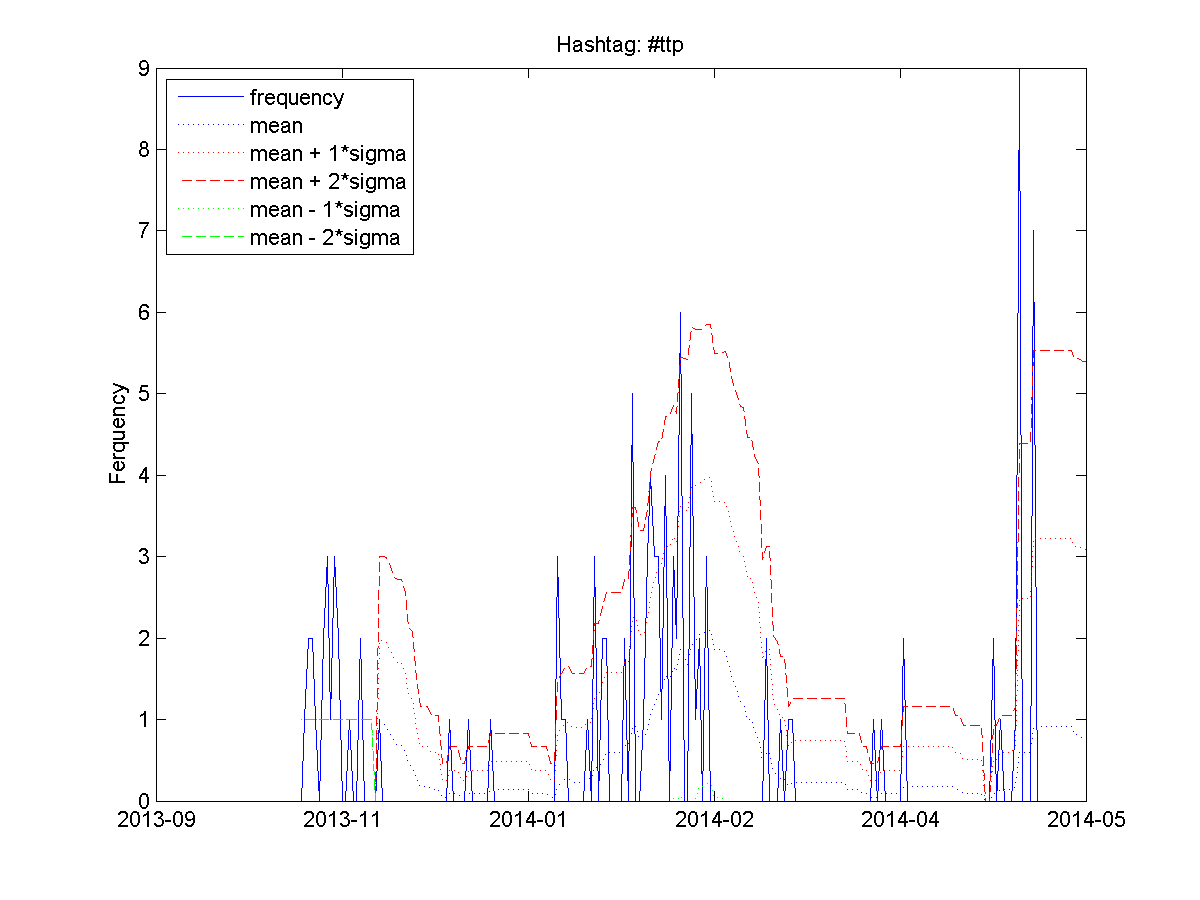 Hashtag: #ttp
9
8
7
6
5
4
3
2
1
0
Ferquency
frequency
mean
mean + 1*sigma
mean + 2*sigma
mean - 1*sigma
mean - 2*sigma
2013-09
2013-11
2014-01
2014-02
2014-04
2014-05